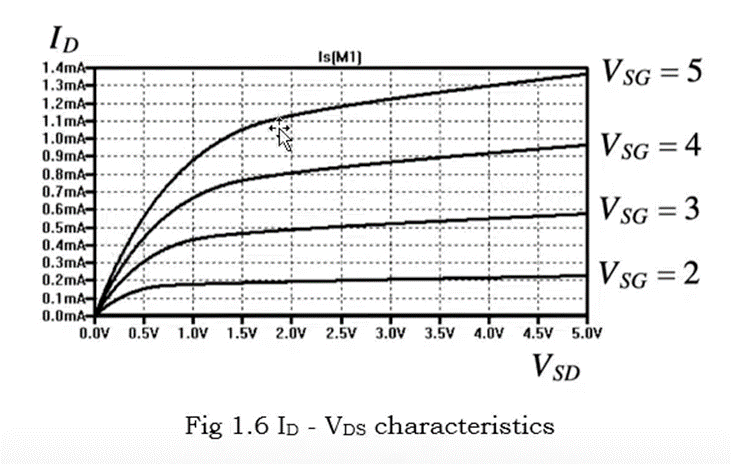 I_D
Is(M1)
1.4mA
1.3mA
1.2mA
1.1mA
1.0mA
0.9mA
0.8mA
0.7mA
0.6mA
0.5mA
0.4mA
0.3mA
0.2mA
0.1mA
0.0mA
V_SG = 5
V_SG = 4
V_SG = 3
V_SG = 2
0.0V 0.5V 1.0V 1.5V 2.0V 2.5V 3.0V 3.5V 4.0V 4.5V 5.0V
V_SD
Fig 1.6 I_D - V_DS characteristics